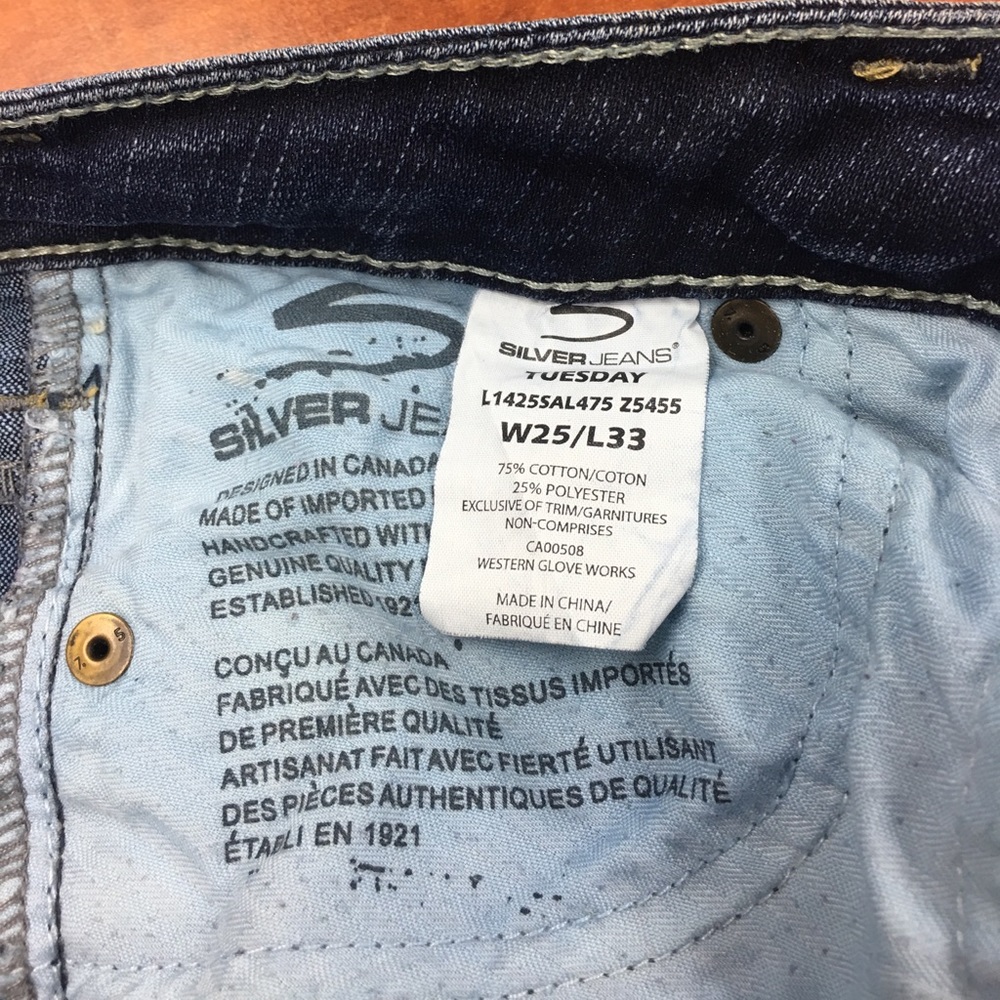 SILVER JEANS
TUESDAY
L1425SAL475 Z5455
W25/L33
75% COTTON/COTON
25% POLYESTER
EXCLUSIVE OF TRIM/GARNITURES
NON-COMPRISES
CA00508
WESTERN GLOVE WORKS
MADE IN CHINA/
FABRIQUÉ EN CHINE
SILVER JE
DESIGNED IN CANADA
MADE OF IMPORTED
HANDCRAFTED WITH
GENUINE QUALITY
ESTABLISHED 192
CONÇU AU CANADA
FABRIQUÉ AVEC DES TISSUS IMPORTÉS
DE PREMIÈRE QUALITÉ
ARTISANAT FAIT AVEC FIERTÉ UTILISANT
DES PIÈCES AUTHENTIQUES DE QUALITÉ
ÉTABLI EN 1921